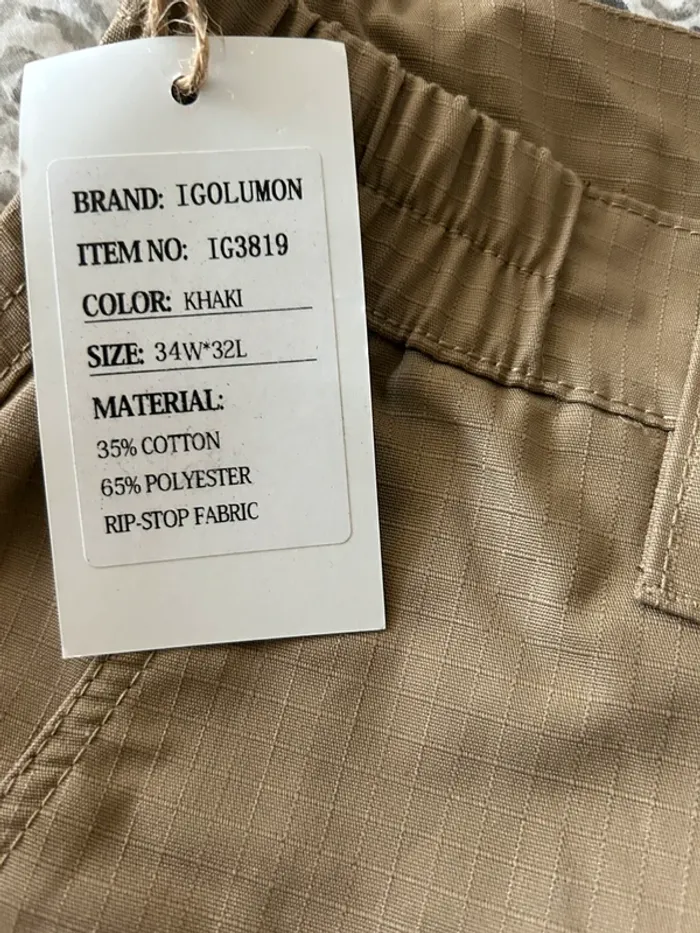 BRAND: IGOLUMON
ITEM NO: IG3819
COLOR: KHAKI
SIZE: 34W*32L
MATERIAL:
35% COTTON
65% POLYESTER
RIP-STOP FABRIC